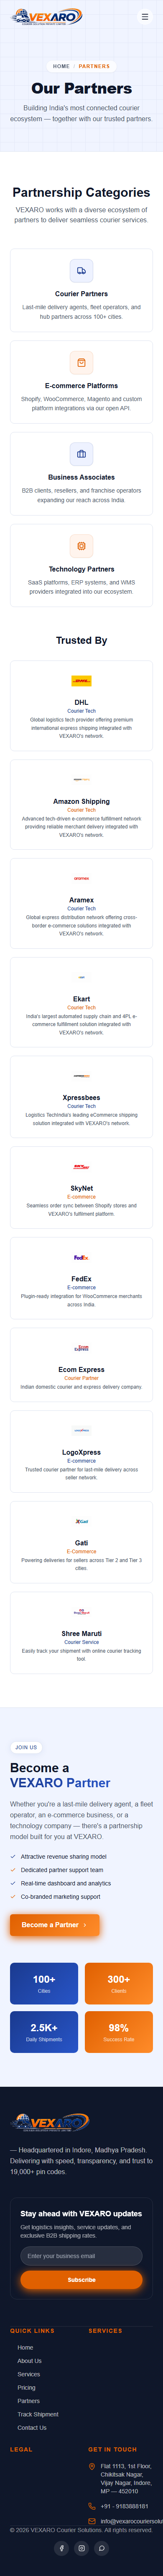 VEXARO
HOME / PARTNERS
Our Partners
Building India's most connected courier
ecosystem — together with our trusted partners.
Partnership Categories
VEXARO works with a diverse ecosystem of
partners to deliver seamless courier services.
Courier Partners
Last-mile delivery agents, fleet operators, and
hub partners across 100+ cities.
E-commerce Platforms
Shopify, WooCommerce, Magento and custom
platform integrations via our open API.
Business Associates
B2B clients, resellers, and franchise operators
expanding our reach across India.
Technology Partners
SaaS platforms, ERP systems, and WMS
providers integrated into our ecosystem.
Trusted By
DHL
Courier Tech
Global logistics tech provider offering premium
international express shipping integrated with
VEXARO's network.
Amazon Shipping
Courier Tech
Advanced tech-driven e-commerce fulfillment network
providing reliable merchant delivery integrated with
VEXARO's network.
aramex
Aramex
Courier Tech
Global express distribution network offering cross-
border e-commerce solutions integrated with
VEXARO's network.
Ekart
Courier Tech
India's largest automated supply chain and 4PL e-
commerce fulfillment solution integrated with
VEXARO's network.
Xpressbees
Courier Tech
Logistics TechIndia's leading eCommerce shipping
solution integrated with VEXARO's network.
SkyNet
E-commerce
Seamless order sync between Shopify stores and
VEXARO's fulfilment platform.
FedEx
FedEx
E-commerce
Plugin-ready integration for WooCommerce merchants
across India.
Ecom Express
Ecom Express
Courier Partner
Indian domestic courier and express delivery company
LogoXpress
E-commerce
Trusted courier partner for last-mile delivery across
seller network.
Gati
Gati
E-Commerce
Powering deliveries for sellers across Tier 2 and Tier 3
cities.
Shree Maruti
Courier Service
Easily track your shipment with online courier tracking
tool.
JOIN US
Become a
VEXARO Partner
Whether you're a last-mile delivery agent, a fleet
operator, an e-commerce business, or a
technology company — there's a partnership
model built for you at VEXARO.
Attractive revenue sharing model
Dedicated partner support team
Real-time dashboard and analytics
Co-branded marketing support
Become a Partner
100+
Cities
300+
Clients
2.5K+
Daily Shipments
98%
Success Rate
VEXARO
— Headquartered in Indore, Madhya Pradesh.
Delivering with speed, transparency, and trust to
19,000+ pin codes.
Stay ahead with VEXARO updates
Get logistics insights, service updates, and
exclusive B2B shipping rates.
Enter your business email
Subscribe
QUICK LINKS
Home
About Us
Services
Pricing
Partners
Track Shipment
Contact Us
SERVICES
LEGAL
GET IN TOUCH
Flat 1113, 1st Floor,
Chikitsak Nagar,
Vijay Nagar, Indore,
MP — 452010
+91 - 9183888181
info@vexarocouriersolu
© 2026 VEXARO Courier Solutions. All rights reserved.